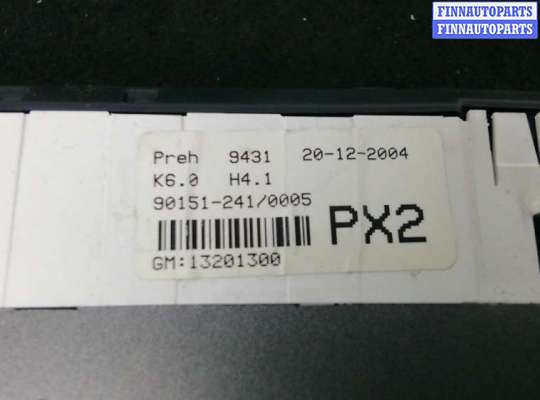 FINNAUTOPARTS
FINNAUTOPARTS
Preh 9431 20-12-2004
K6.0 H4.1
90151-241/0005
PX2
GM:13201300